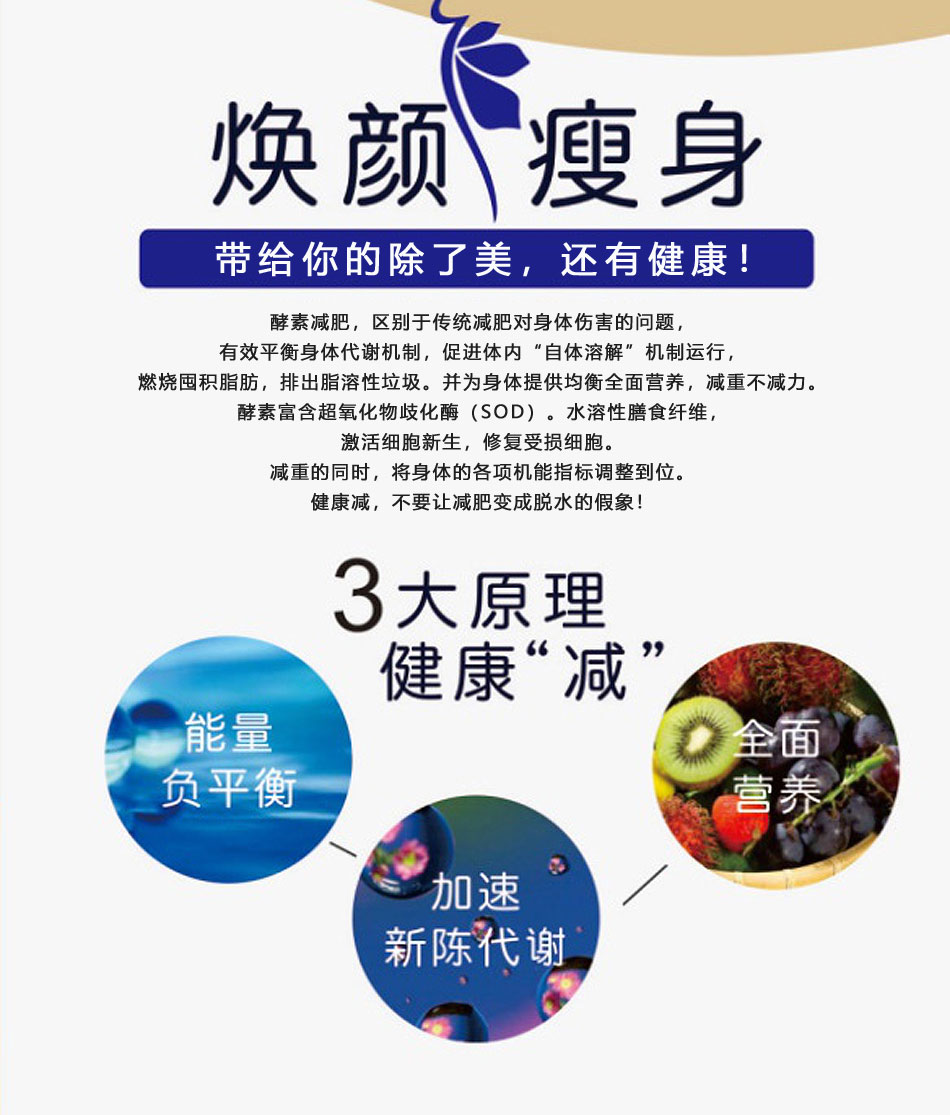 焕颜瘦身
带给你的除了美，还有健康！
酵素减肥，区别于传统减肥对身体伤害的问题，
有效平衡身体代谢机制，促进体内“自体溶解”机制运行，
燃烧囤积脂肪，排出脂溶性垃圾。并为身体提供均衡全面营养，减重不减力。
酵素富含超氧化物歧化酶（SOD）。水溶性膳食纤维，
激活细胞新生，修复受损细胞。
减重的同时，将身体的各项机能指标调整到位。
健康减，不要让减肥变成脱水的假象！
3大原理
健康“减”
能量
负平衡
加速
新陈代谢
全面
营养